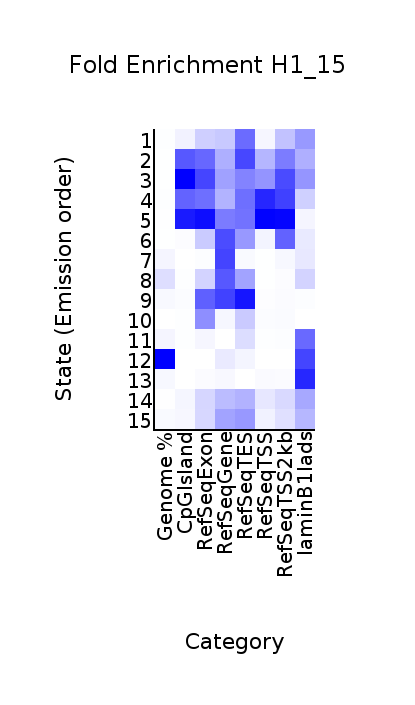 Fold Enrichment H1_15
State (Emission order)
1
2
3
4
5
6
7
8
9
10
11
12
13
14
15
Genome %
CpGIsland
RefSeqExon
RefSeqGene
RefSeqTES
RefSeqTSS
RefSeqTSS2kb
laminB1lads
Category